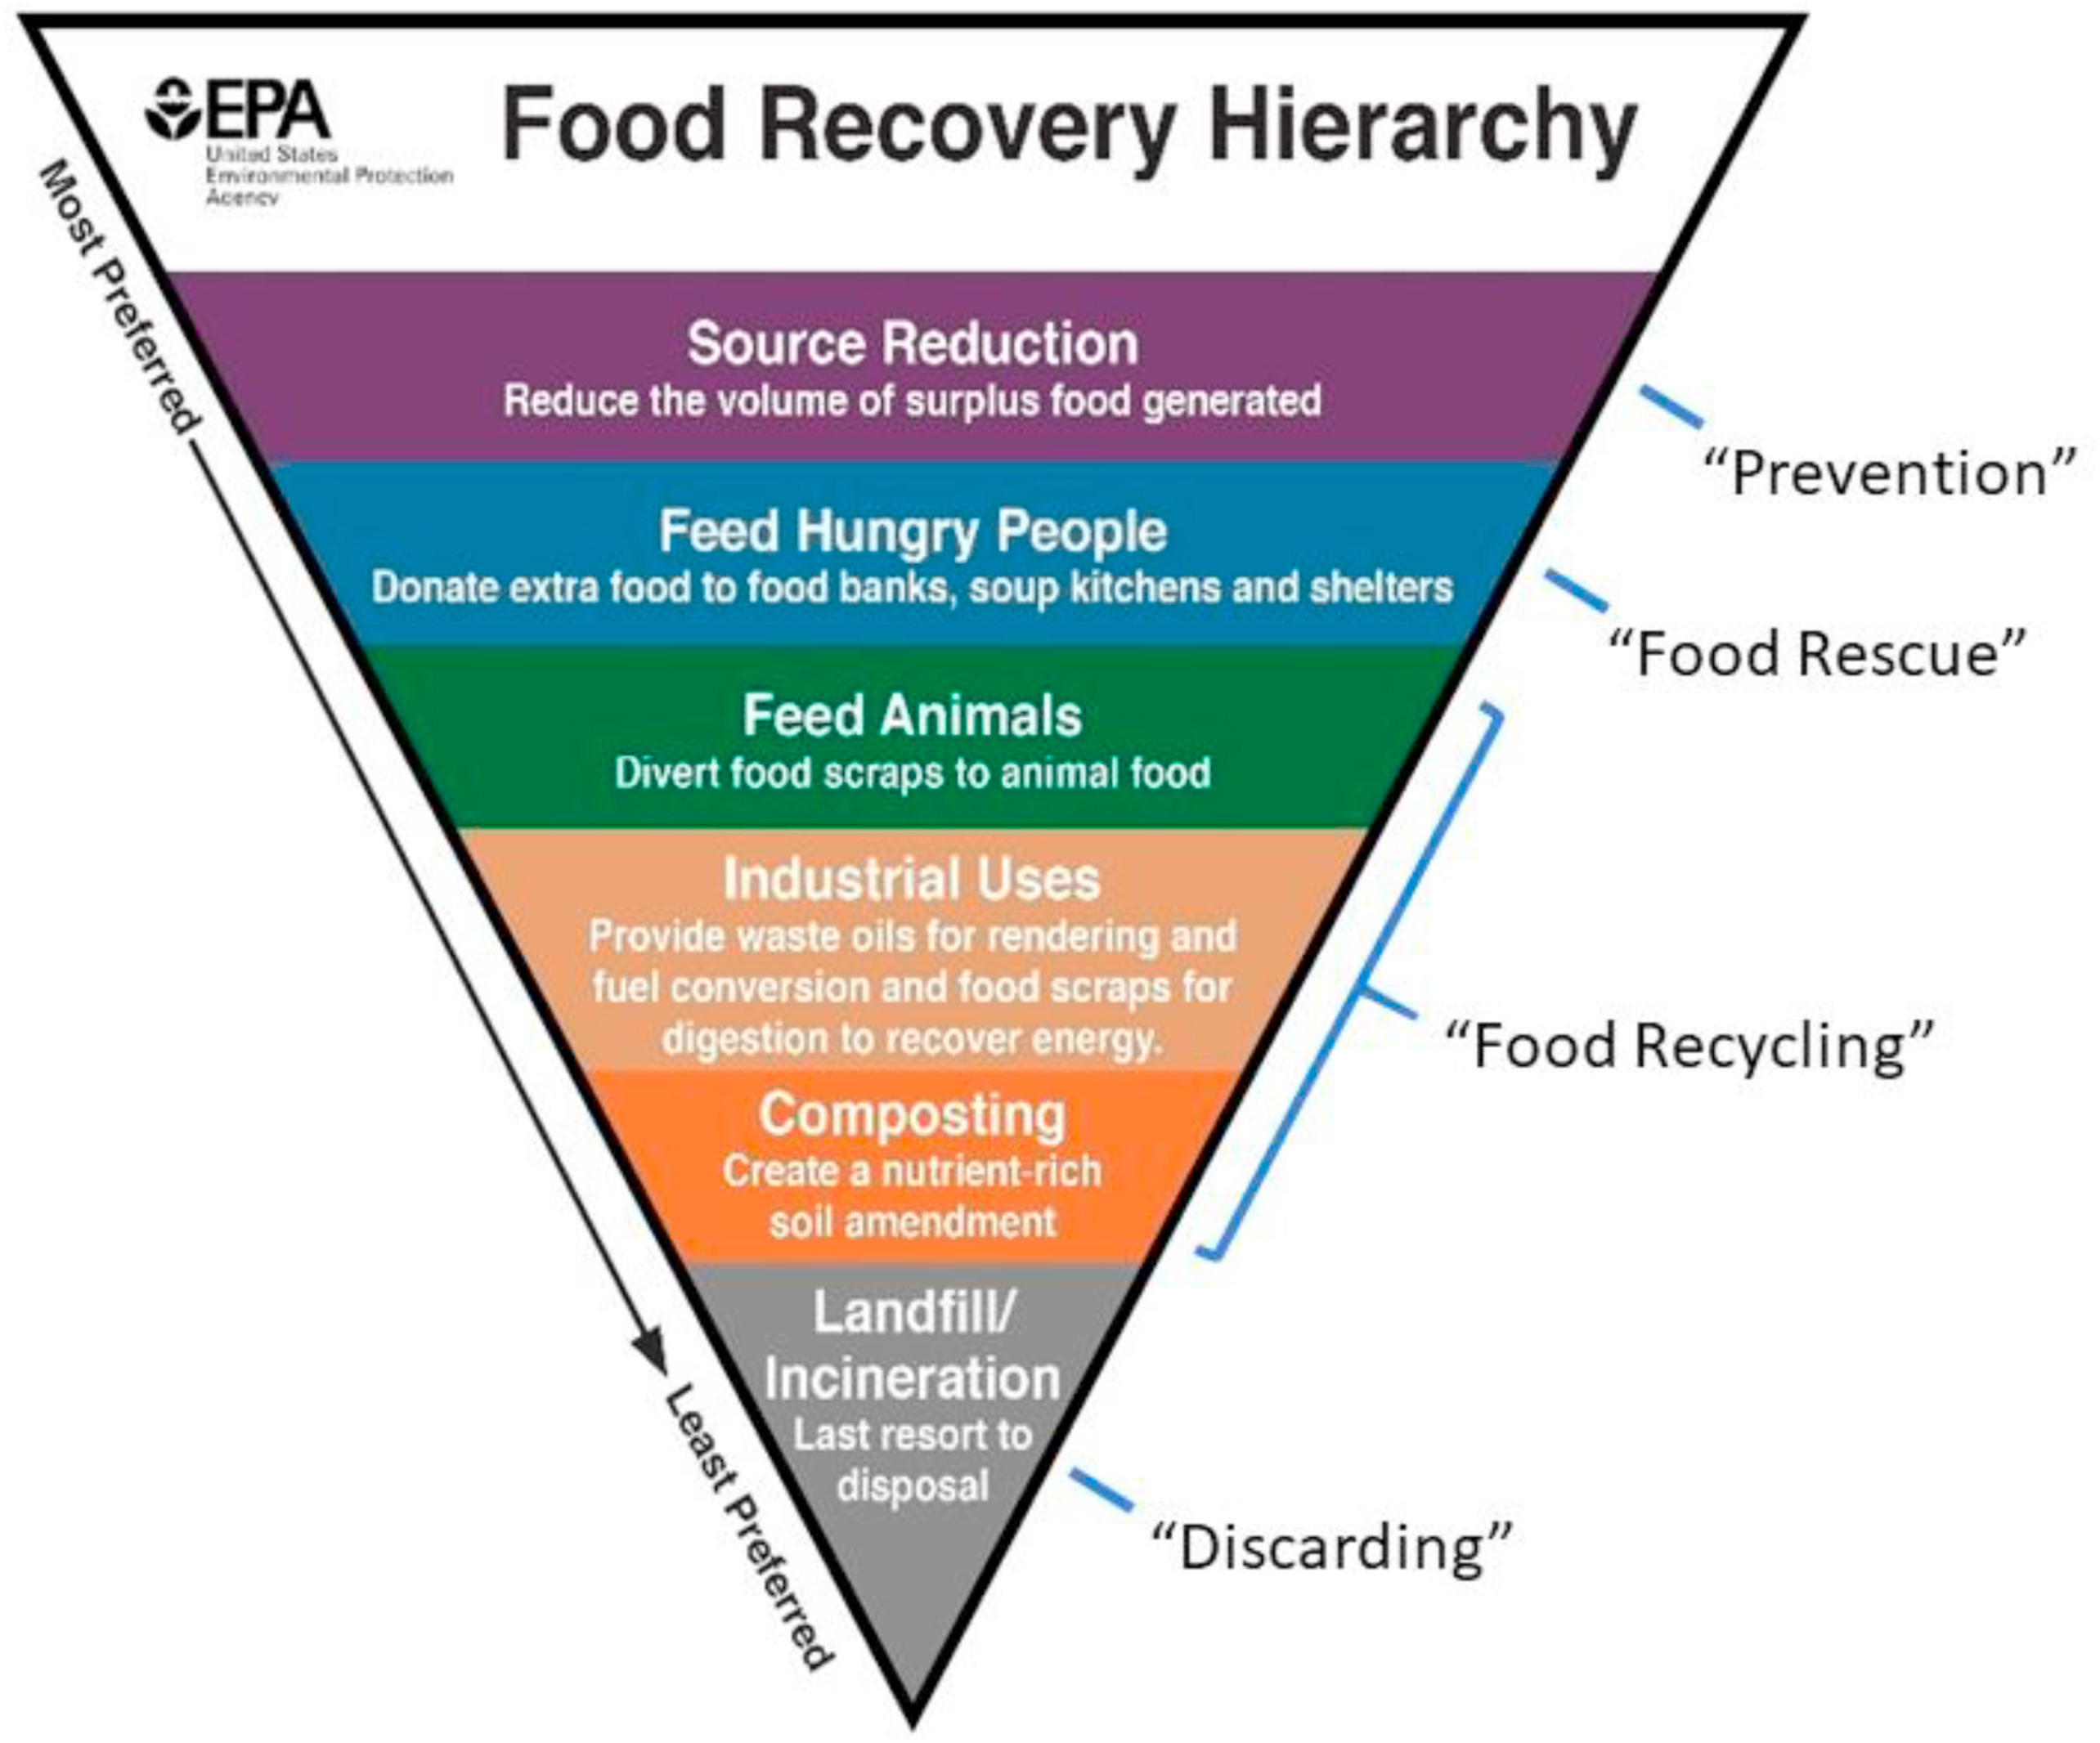 EPA
United States
Environmental Protection
Agency
Food Recovery Hierarchy
Most Preferred
Source Reduction
Reduce the volume of surplus food generated
“Prevention”
Feed Hungry People
Donate extra food to food banks, soup kitchens and shelters
“Food Rescue”
Feed Animals
Divert food scraps to animal food
Industrial Uses
Provide waste oils for rendering and
fuel conversion and food scraps for
digestion to recover energy.
“Food Recycling”
Composting
Create a nutrient-rich
soil amendment
Landfill/
Incineration
Last resort to
disposal
“Discarding”
Least Preferred